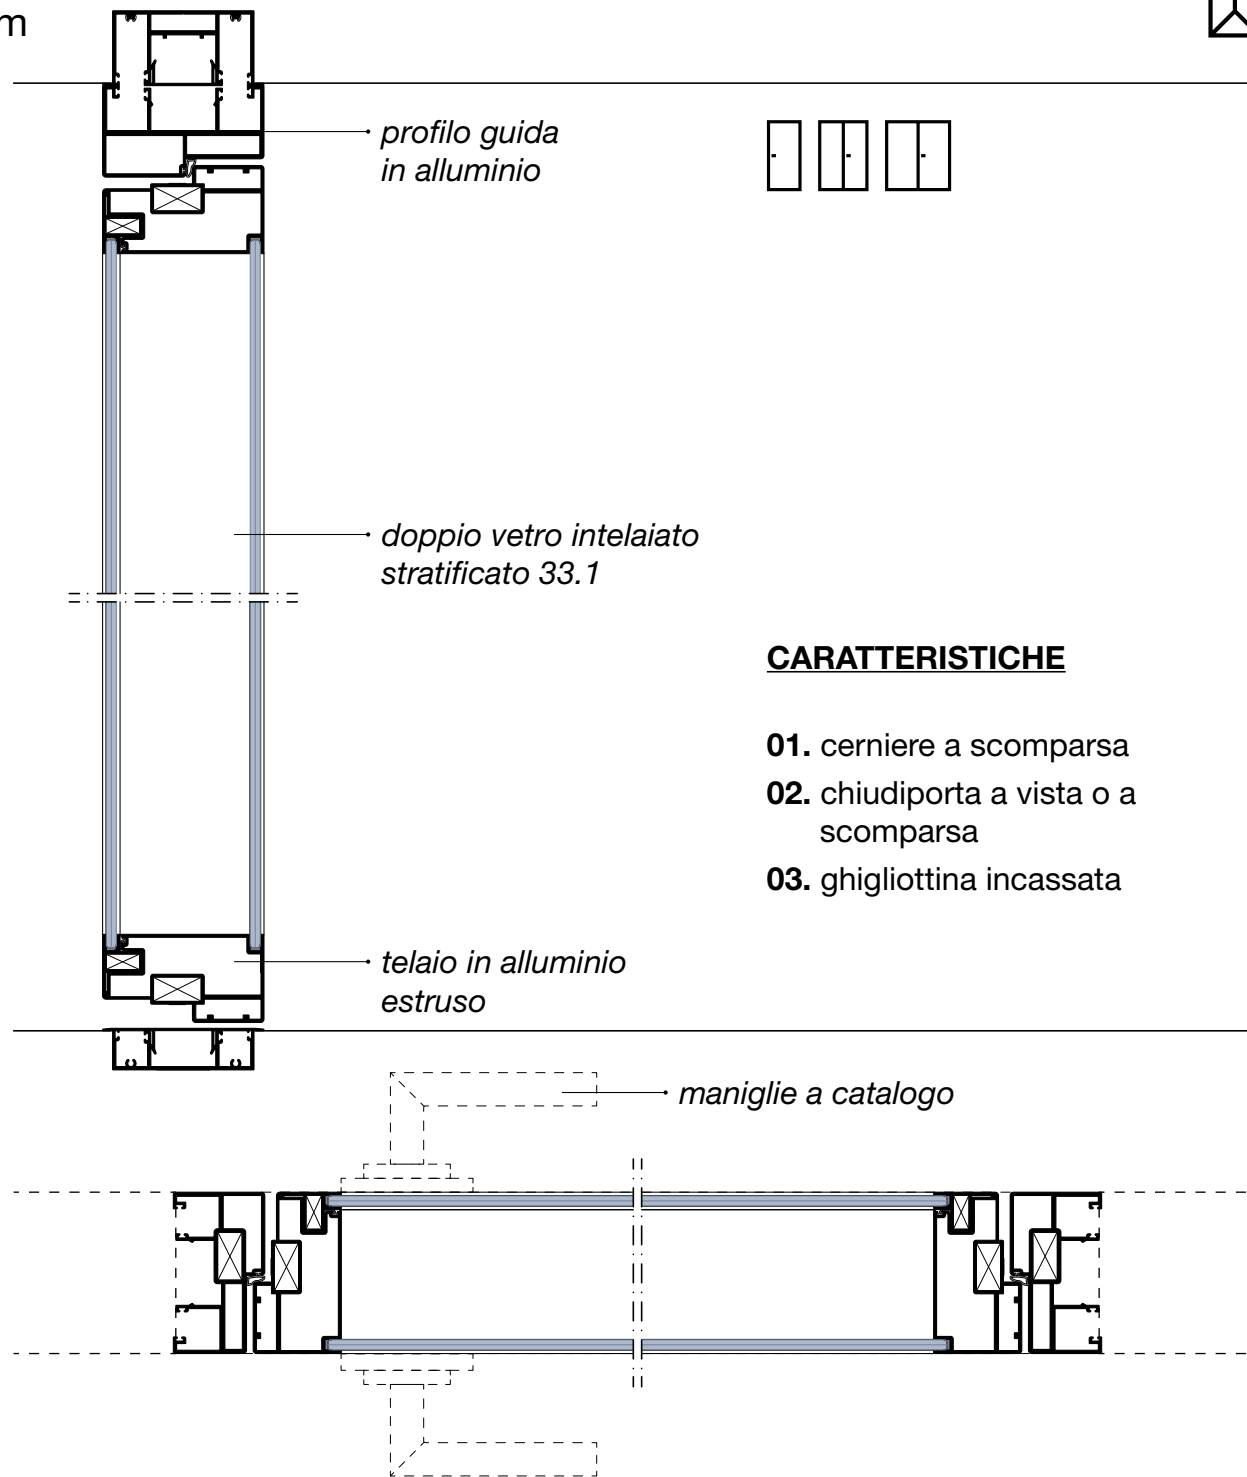 m
profilo guida
in alluminio
doppio vetro intelaiato
stratificato 33.1
CARATTERISTICHE
01. cerniere a scomparsa
02. chiudiporta a vista o a
scomparsa
03. ghigliottina incassata
telaio in alluminio
estruso
maniglie a catalogo